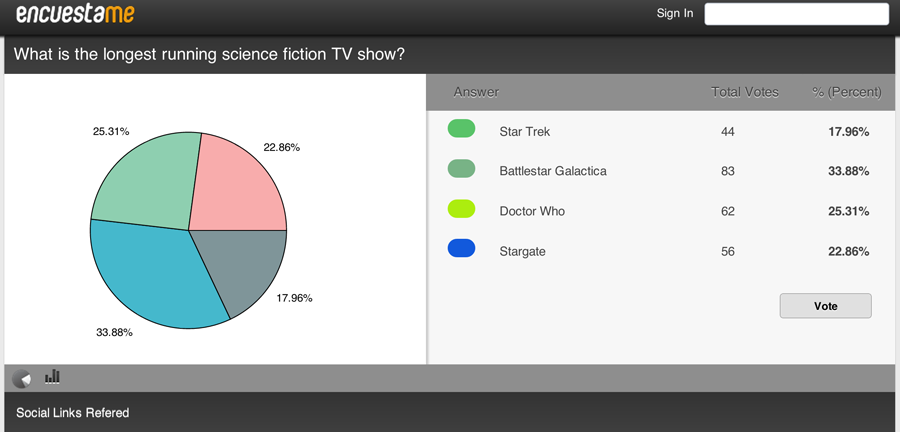 encuestame
Sign In
What is the longest running science fiction TV show?
25.31%
22.86%
17.96%
33.88%
Answer Total Votes % (Percent)
Star Trek 44 17.96%
Battlestar Galactica 83 33.88%
Doctor Who 62 25.31%
Stargate 56 22.86%
Vote
Social Links Refered